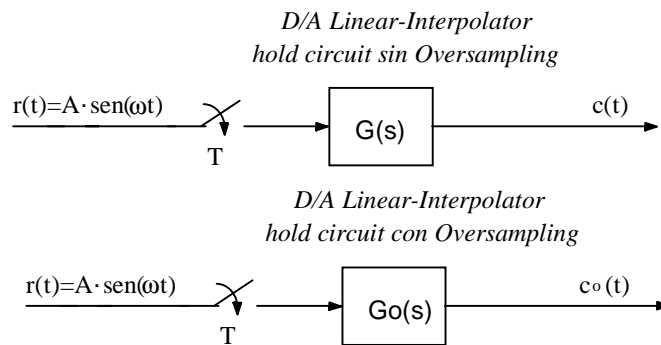 D/A Linear-Interpolator
hold circuit sin Oversampling
r(t)=A·sen(ωt)
T
G(s)
c(t)
D/A Linear-Interpolator
hold circuit con Oversampling
r(t)=A·sen(ωt)
T
Go(s)
co(t)